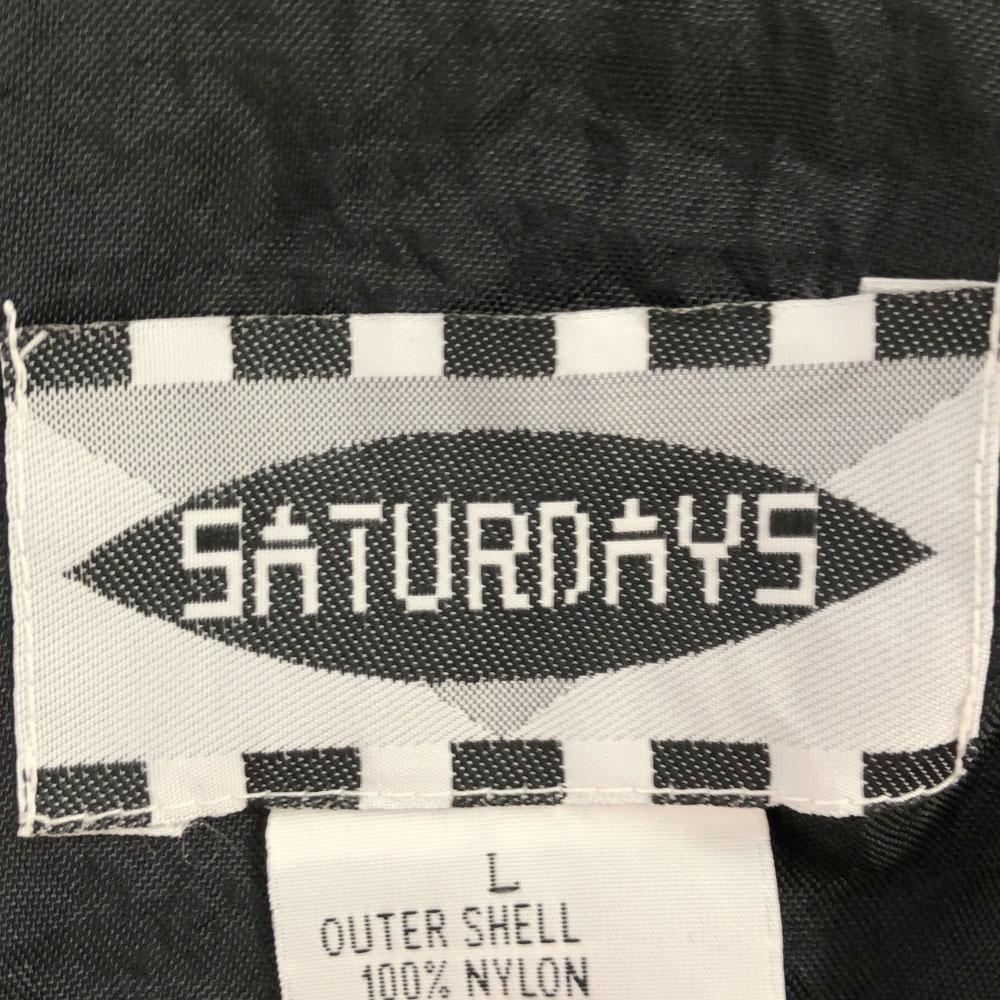 SATURDAYS
L
OUTER SHELL
100% NYLON